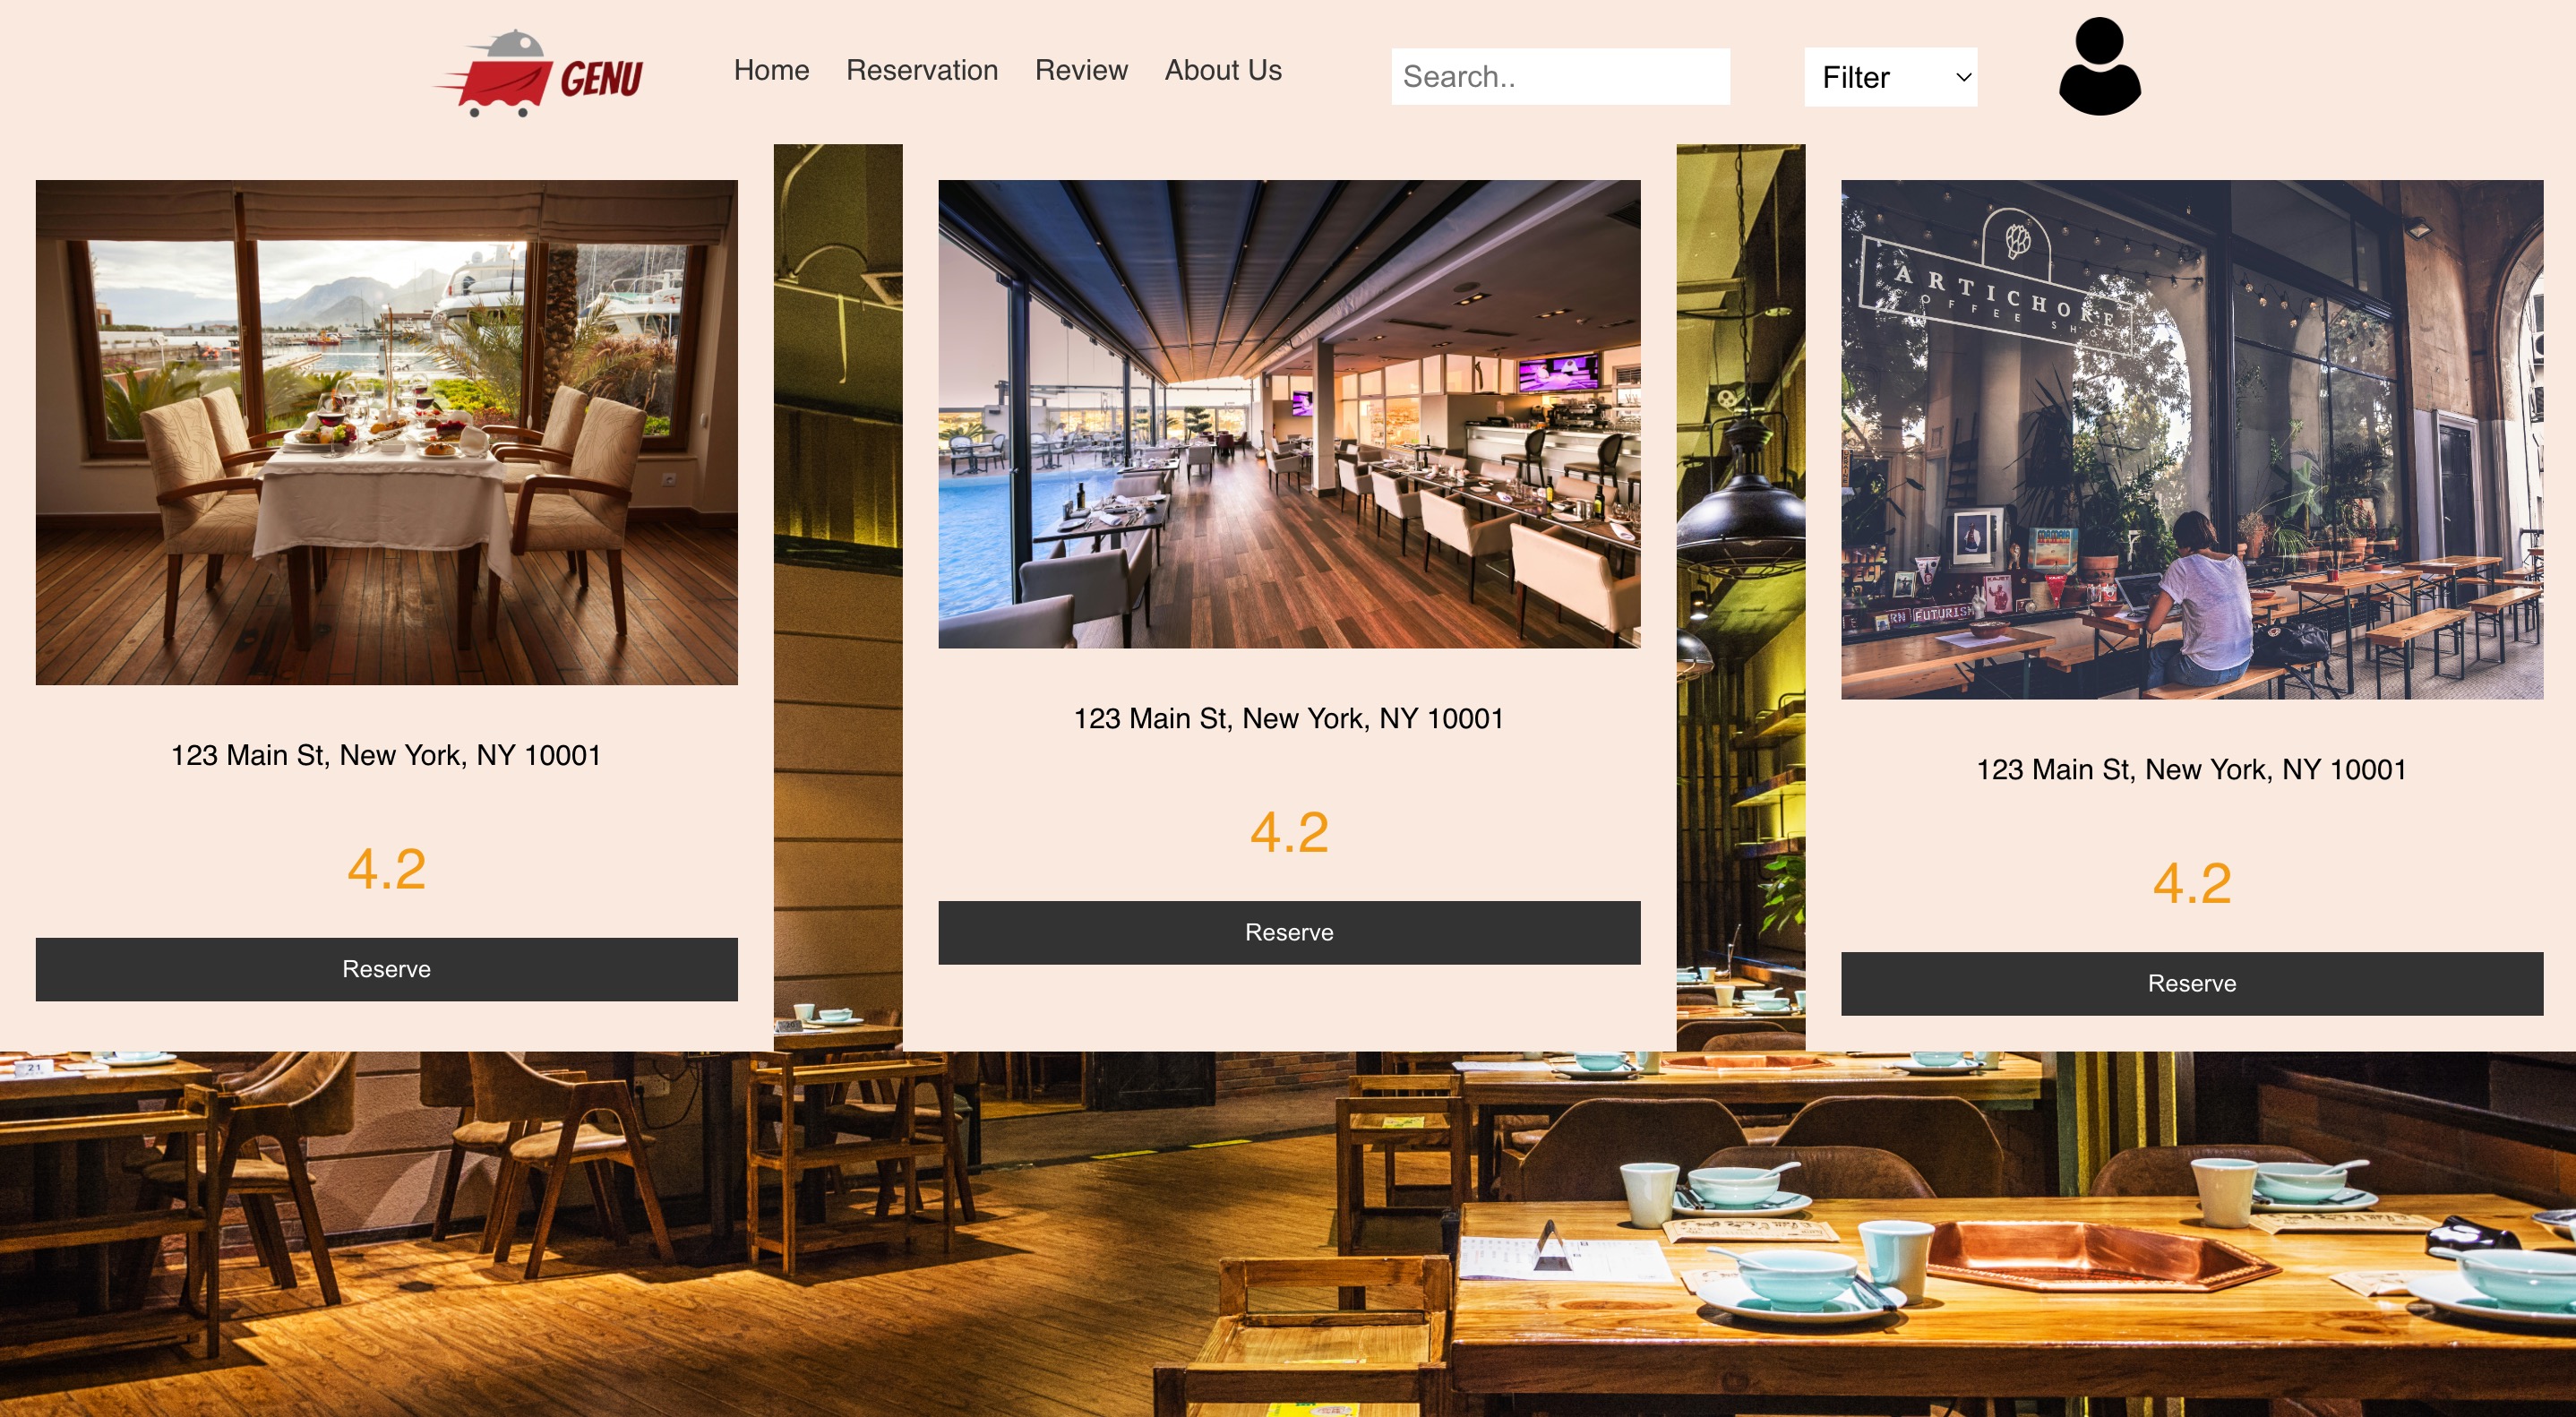 GENU
Home Reservation Review About Us
Search..
Filter
ARTICHOKE
COFFEE SHOP
FUTURISM
123 Main St, New York, NY 10001
4.2
Reserve
123 Main St, New York, NY 10001
4.2
Reserve
123 Main St, New York, NY 10001
4.2
Reserve
21